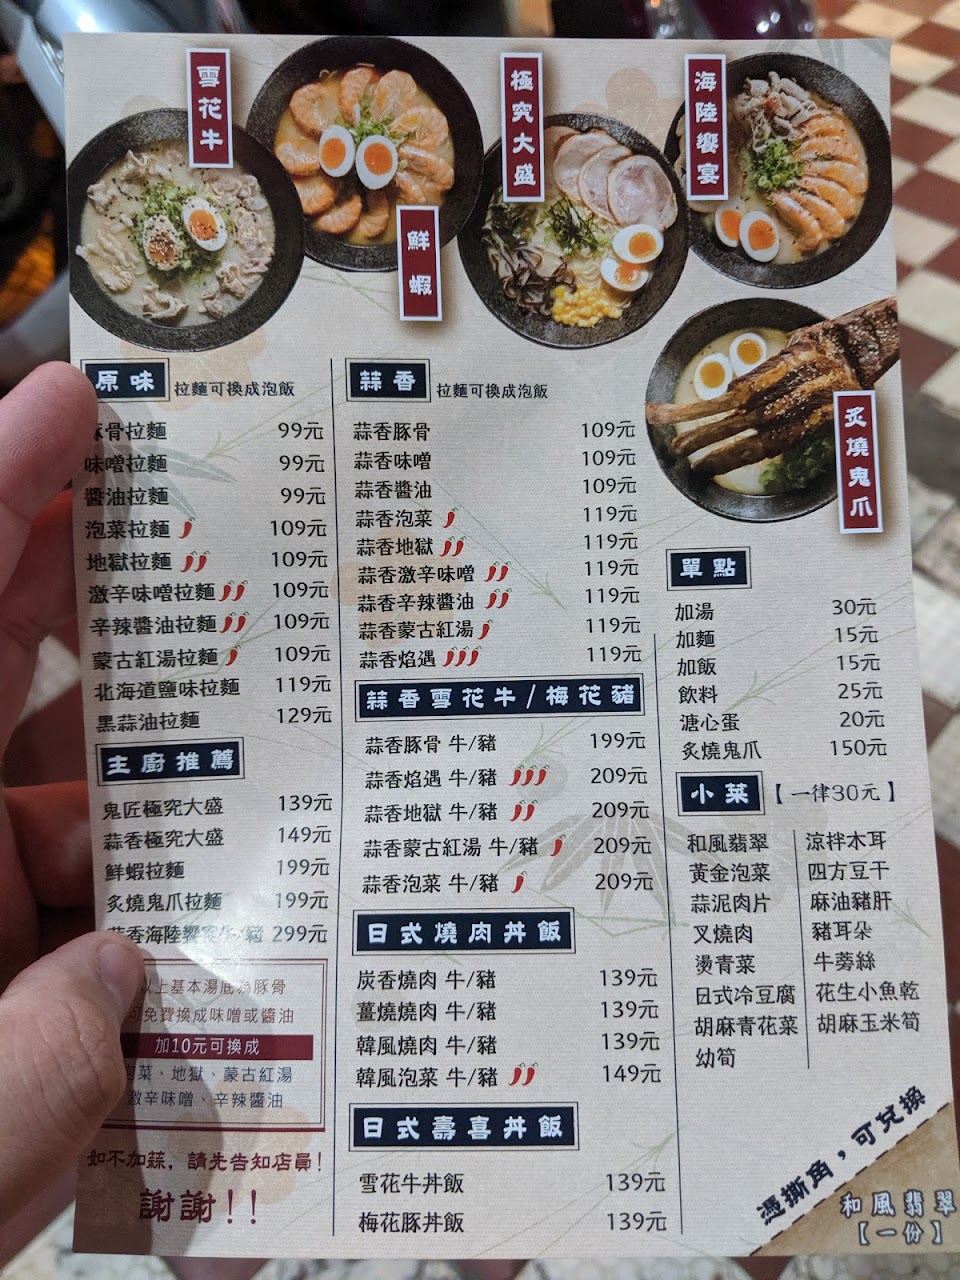 雪花牛
鮮蝦
極究大盛
海陸饗宴
炙燒鬼爪
原味 拉麵可換成泡飯
豚骨拉麵 99元
味噌拉麵 99元
醬油拉麵 99元
泡菜拉麵 109元
地獄拉麵 109元
激辛味噌拉麵 109元
辛辣醬油拉麵 109元
蒙古紅湯拉麵 109元
北海道鹽味拉麵 119元
黑蒜油拉麵 129元
主廚推薦
鬼匠極究大盛 139元
蒜香極究大盛 149元
鮮蝦拉麵 199元
炙燒鬼爪拉麵 199元
蒜香海陸饗宴牛/豬 299元
以上基本湯底為豚骨
可免費換成味噌或醬油
加10元可換成
泡菜、地獄、蒙古紅湯
激辛味噌、辛辣醬油
如不加蒜,請先告知店員!
謝謝!!
蒜香 拉麵可換成泡飯
蒜香豚骨 109元
蒜香味噌 109元
蒜香醬油 109元
蒜香泡菜 119元
蒜香地獄 119元
蒜香激辛味噌 119元
蒜香辛辣醬油 119元
蒜香蒙古紅湯 119元
蒜香焰遇 119元
蒜香雪花牛/梅花豬
蒜香豚骨 牛/豬 199元
蒜香焰遇 牛/豬 209元
蒜香地獄 牛/豬 209元
蒜香蒙古紅湯 牛/豬 209元
蒜香泡菜 牛/豬 209元
日式燒肉丼飯
炭香燒肉 牛/豬 139元
薑燒燒肉 牛/豬 139元
韓風燒肉 牛/豬 139元
韓風泡菜 牛/豬 149元
日式壽喜丼飯
雪花牛丼飯 139元
梅花豚丼飯 139元
單點
加湯 30元
加麵 15元
加飯 15元
飲料 25元
溏心蛋 20元
炙燒鬼爪 150元
小菜 【一律30元】
和風翡翠
黃金泡菜
蒜泥肉片
叉燒肉
燙青菜
日式冷豆腐
胡麻青花菜
幼筍
涼拌木耳
四方豆干
麻油豬肝
豬耳朵
牛蒡絲
花生小魚乾
胡麻玉米筍
憑撕角,可兌換
和風翡翠
【一份】